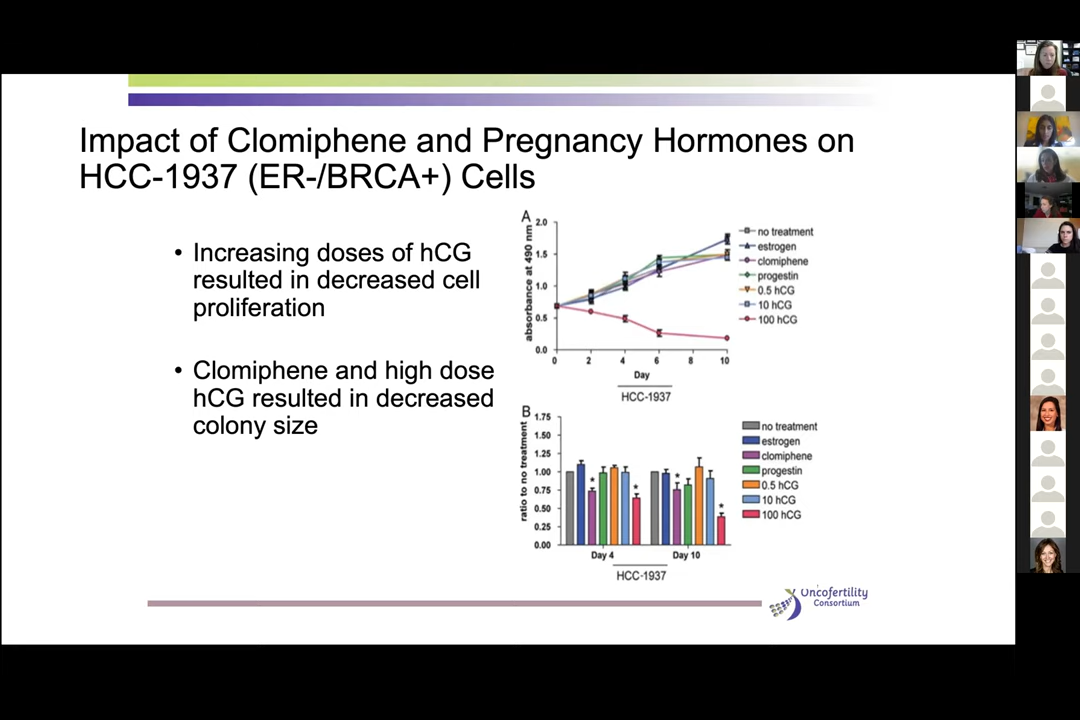 Impact of Clomiphene and Pregnancy Hormones on
HCC-1937 (ER-/BRCA+) Cells
• Increasing doses of hCG
resulted in decreased cell
proliferation
• Clomiphene and high dose
hCG resulted in decreased
colony size
A
absorbance at 490 nm
2.0
1.5
1.0
0.5
0.0
0 2 4 6 8 10
Day
HCC-1937
no treatment
estrogen
clomiphene
progestin
0.5 hCG
10 hCG
100 hCG
B
ratio to no treatment
1.75
1.50
1.25
1.00
0.75
0.50
0.25
0.00
* * * *
Day 4 Day 10
HCC-1937
no treatment
estrogen
clomiphene
progestin
0.5 hCG
10 hCG
100 hCG
Oncofertility
Consortium